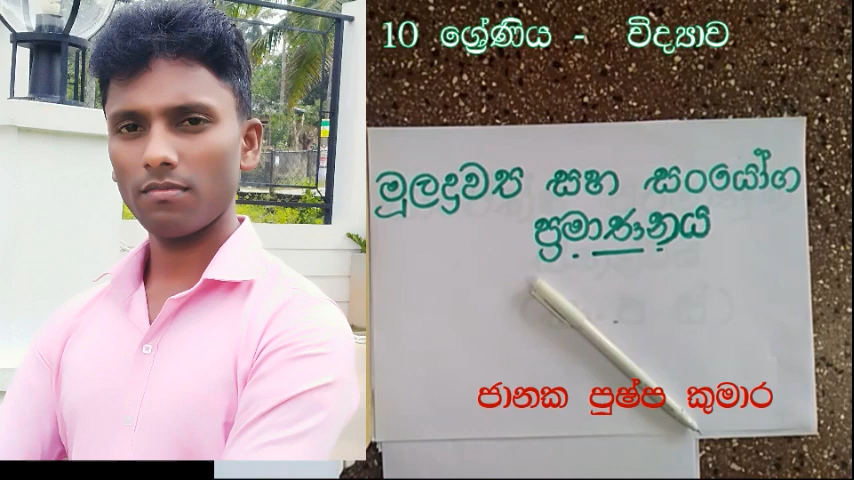 10 ශ්‍රේණිය - විද්‍යාව
මූලද්‍රව්‍ය සහ සංයෝග
ප්‍රමාණනය
ජානක පුෂ්ප කුමාර